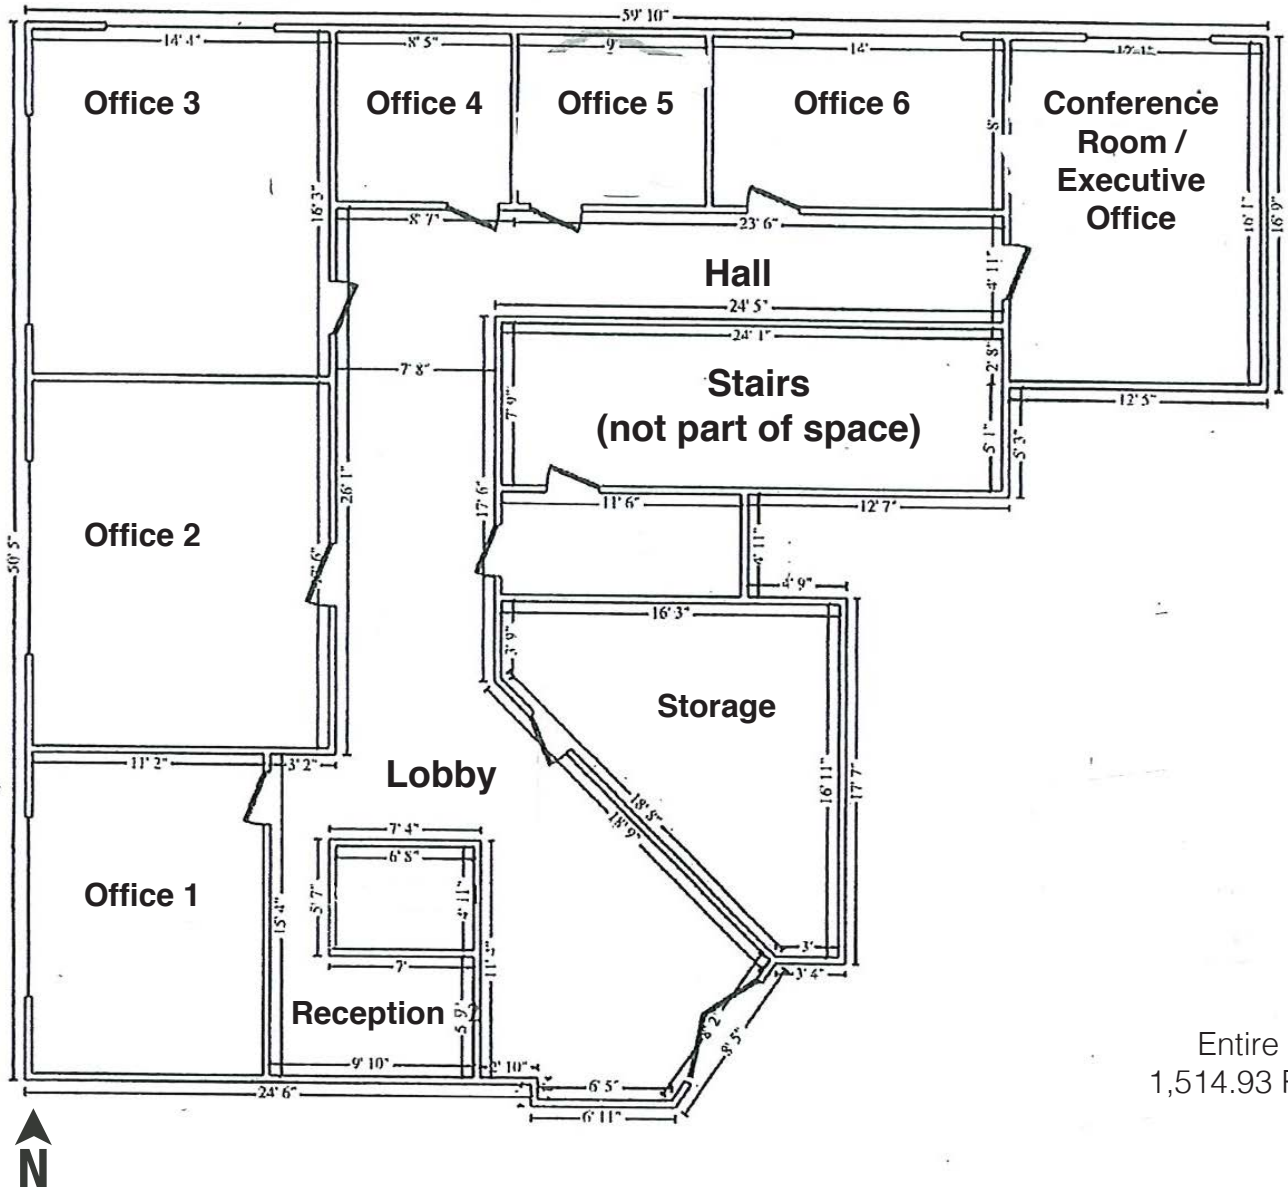 59' 10"
14' 4"
8' 5"
9'
14'
Office 3
Office 4
Office 5
Office 6
Conference
Room /
Executive
Office
8'
16' 3"
16' 1"
16' 9"
8' 7"
23' 6"
Hall
4' 11"
24' 5"
24' 1"
2' 8"
7' 8"
Stairs
(not part of space)
7' 9"
12' 5"
5' 1"
5' 3"
26' 1"
17' 6"
11' 6"
12' 7"
Office 2
50' 5"
4' 11"
4' 9"
16' 3"
3' 9"
Storage
11' 2"
3' 2"
Lobby
16' 11"
17' 7"
18' 8"
18' 9"
7' 4"
6' 8"
Office 1
5' 7"
4' 11"
15' 4"
3'
3' 4"
7'
Reception
5' 9"
8' 2"
8' 5"
9' 10"
2' 10"
6' 5"
24' 6"
6' 11"
Entire
1,514.93
N